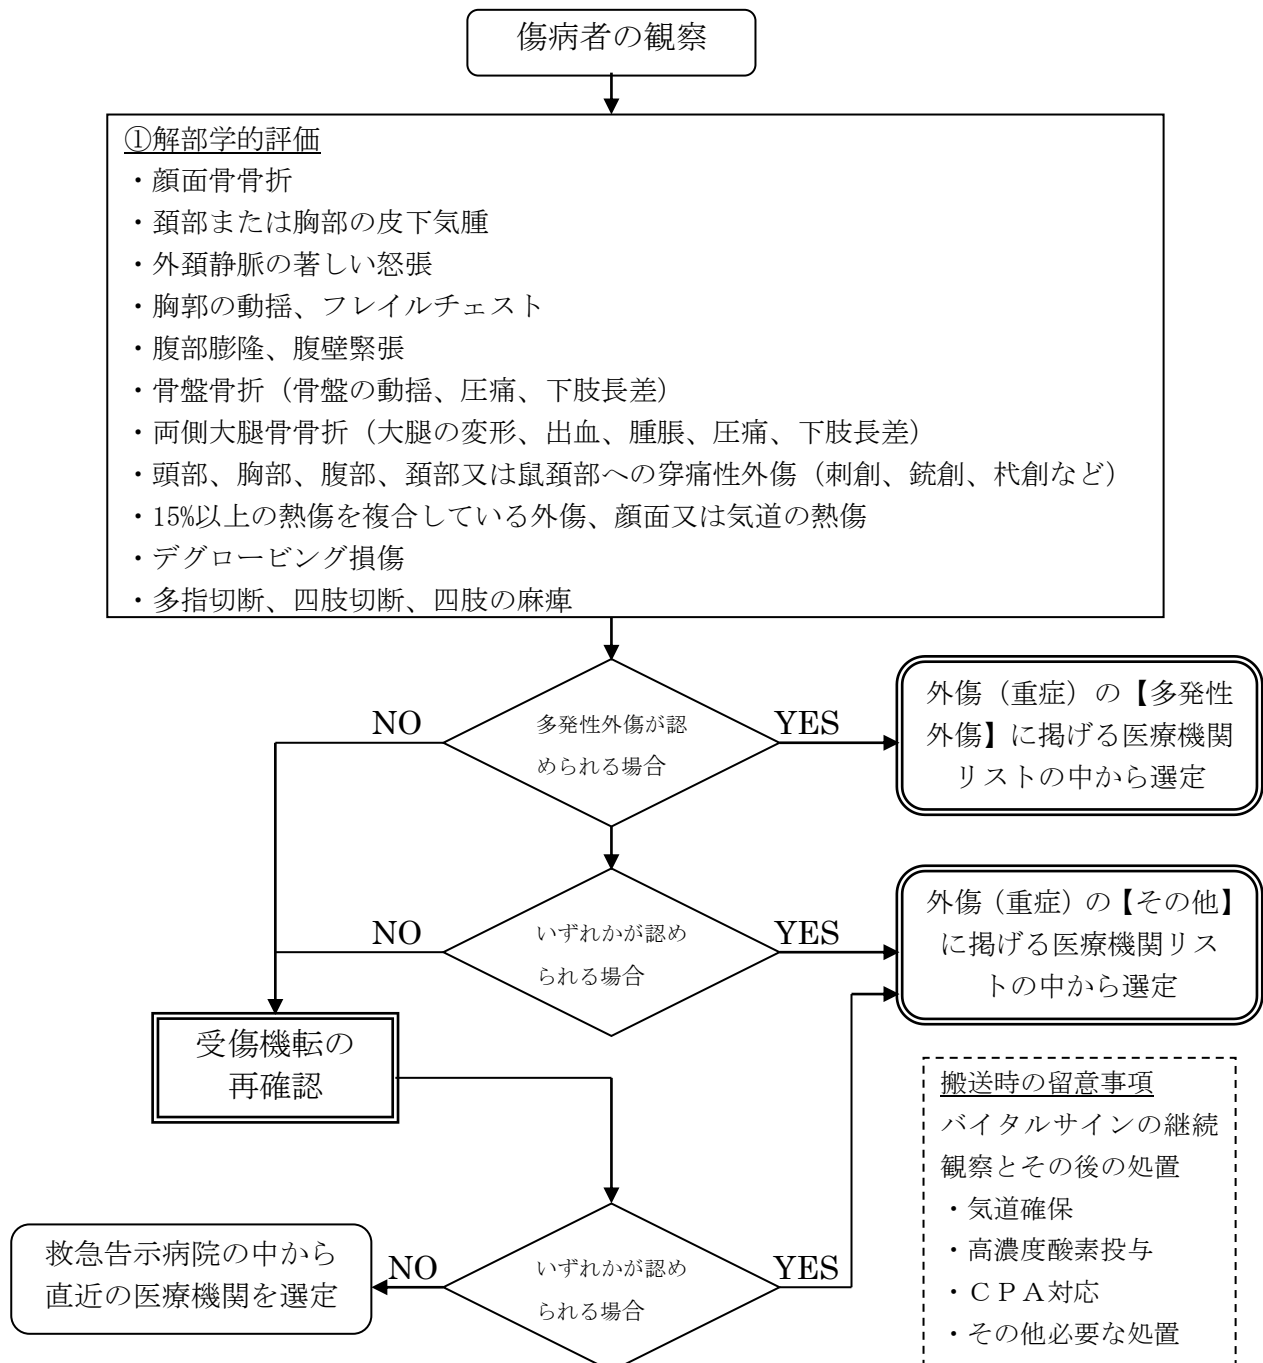 傷病者の観察
①解部学的評価
・顔面骨骨折
・頚部または胸部の皮下気腫
・外頚静脈の著しい怒張
・胸郭の動揺、フレイルチェスト
・腹部膨隆、腹壁緊張
・骨盤骨折（骨盤の動揺、圧痛、下肢長差）
・両側大腿骨骨折（大腿の変形、出血、腫脹、圧痛、下肢長差）
・頭部、胸部、腹部、頚部又は鼠頚部への穿痛性外傷（刺創、銃創、杙創など）
・15%以上の熱傷を複合している外傷、顔面又は気道の熱傷
・デグロービング損傷
・多指切断、四肢切断、四肢の麻痺
NO
多発性外傷が認
められる場合
YES
外傷（重症）の【多発性
外傷】に掲げる医療機関
リストの中から選定
NO
いずれかが認め
られる場合
YES
外傷（重症）の【その他】
に掲げる医療機関リス
トの中から選定
受傷機転の
再確認
搬送時の留意事項
バイタルサインの継続
観察とその後の処置
・気道確保
・高濃度酸素投与
・ＣＰＡ対応
・その他必要な処置
救急告示病院の中から
直近の医療機関を選定
NO
いずれかが認め
られる場合
YES